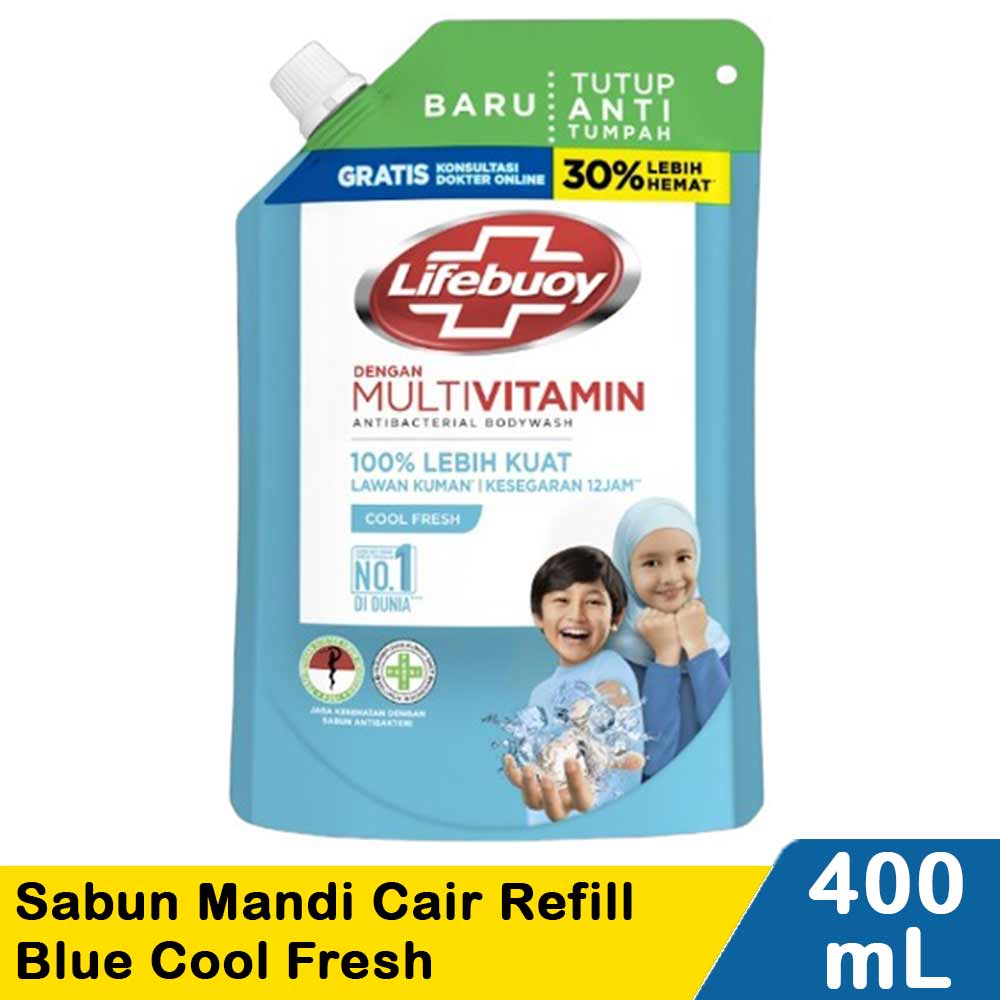 BARU
TUTUP
ANTI
TUMPAH
GRATIS KONSULTASI
DOKTER ONLINE
30% LEBIH
HEMAT*
Lifebuoy
DENGAN
MULTIVITAMIN
ANTIBACTERIAL BODYWASH
100% LEBIH KUAT
LAWAN KUMAN* | KESEGARAN 12JAM**
COOL FRESH
NO.1
DI DUNIA
JAGA KESEHATAN DENGAN
SABUN ANTIBAKTERI
Sabun Mandi Cair Refill
Blue Cool Fresh
400
mL